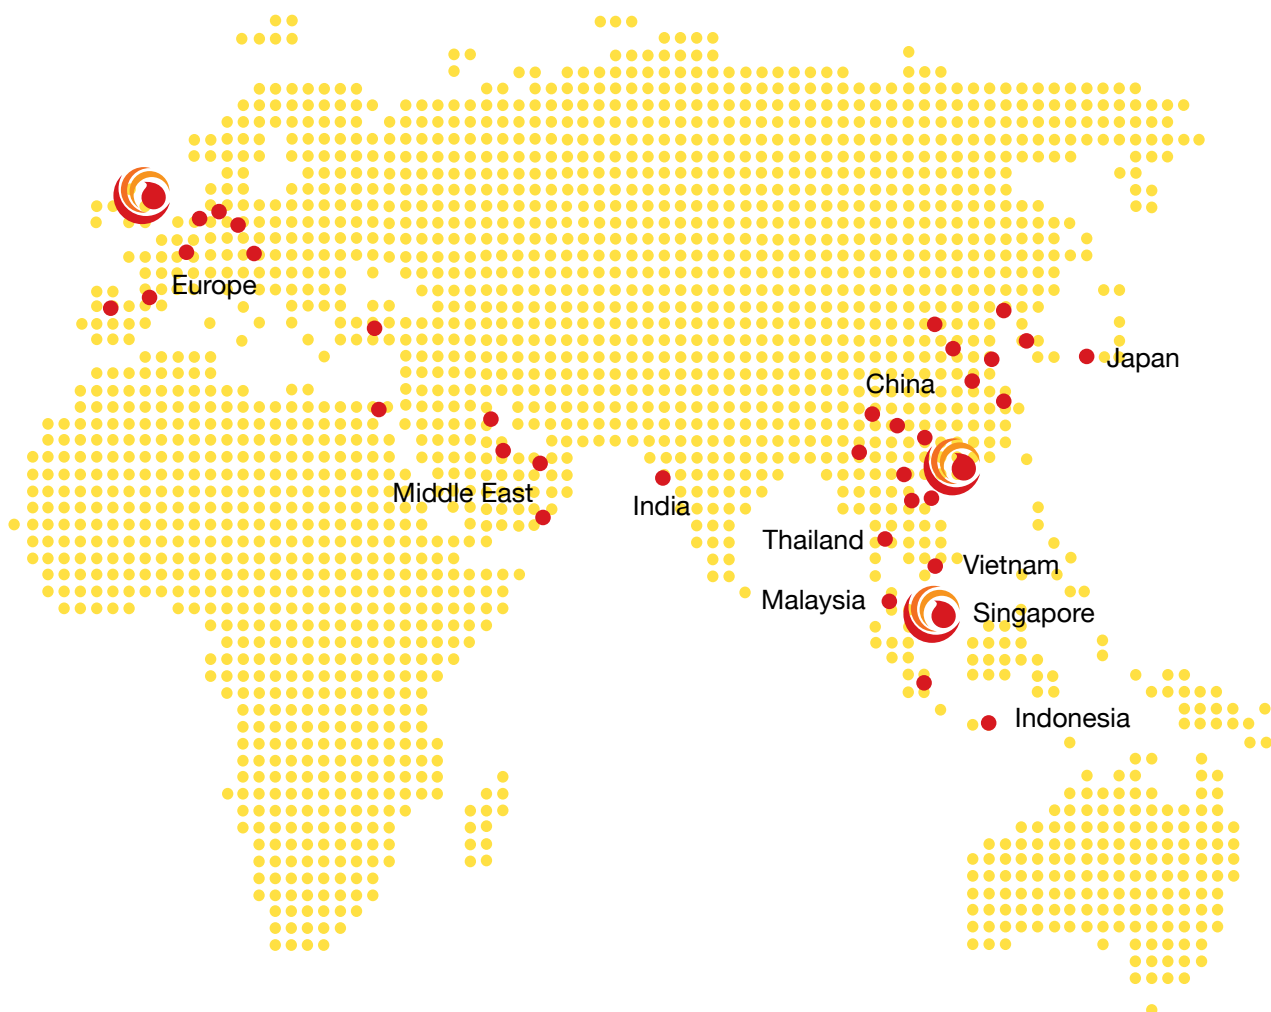 Europe
Japan
China
Middle East
India
Thailand
Vietnam
Malaysia
Singapore
Indonesia